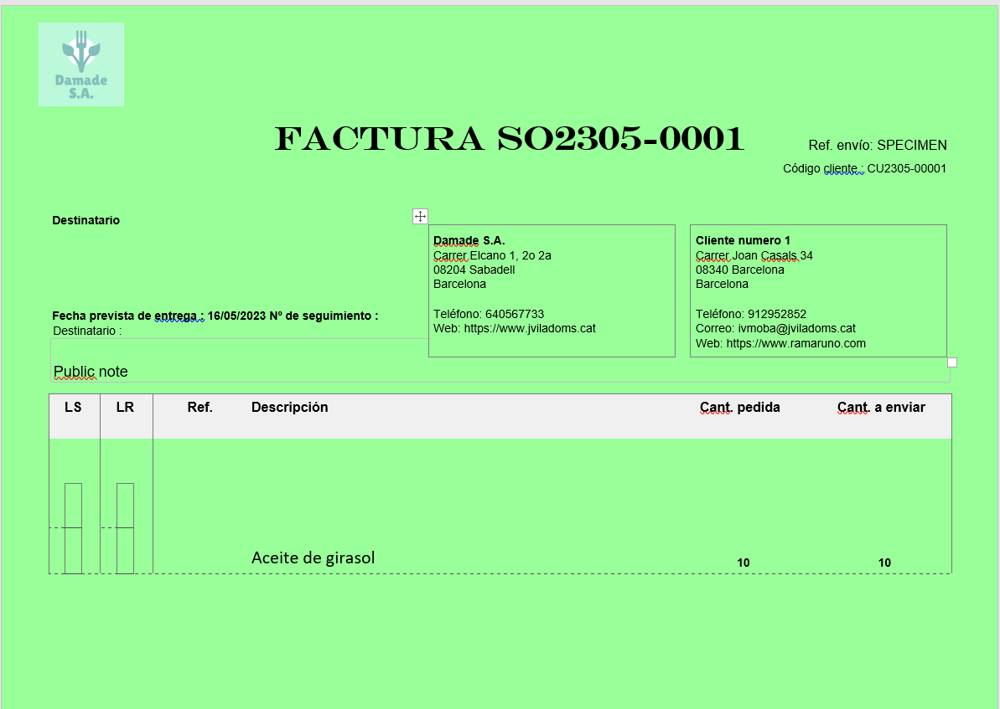 Damade
S.A.
FACTURA SO2305-0001
Ref. envío: SPECIMEN
Código cliente : CU2305-00001
Destinatario
Damade S.A.
Carrer Elcano 1, 2o 2a
08204 Sabadell
Barcelona
Teléfono: 640567733
Web: https://www.jviladoms.cat
Cliente numero 1
Carrer Joan Casals 34
08340 Barcelona
Barcelona
Teléfono: 912952852
Correo: ivmoba@jviladoms.cat
Web: https://www.ramaruno.com
Fecha prevista de entrega : 16/05/2023 Nº de seguimiento :
Destinatario :
Public note
LS LR Ref. Descripción Cant. pedida Cant. a enviar
Aceite de girasol 10 10